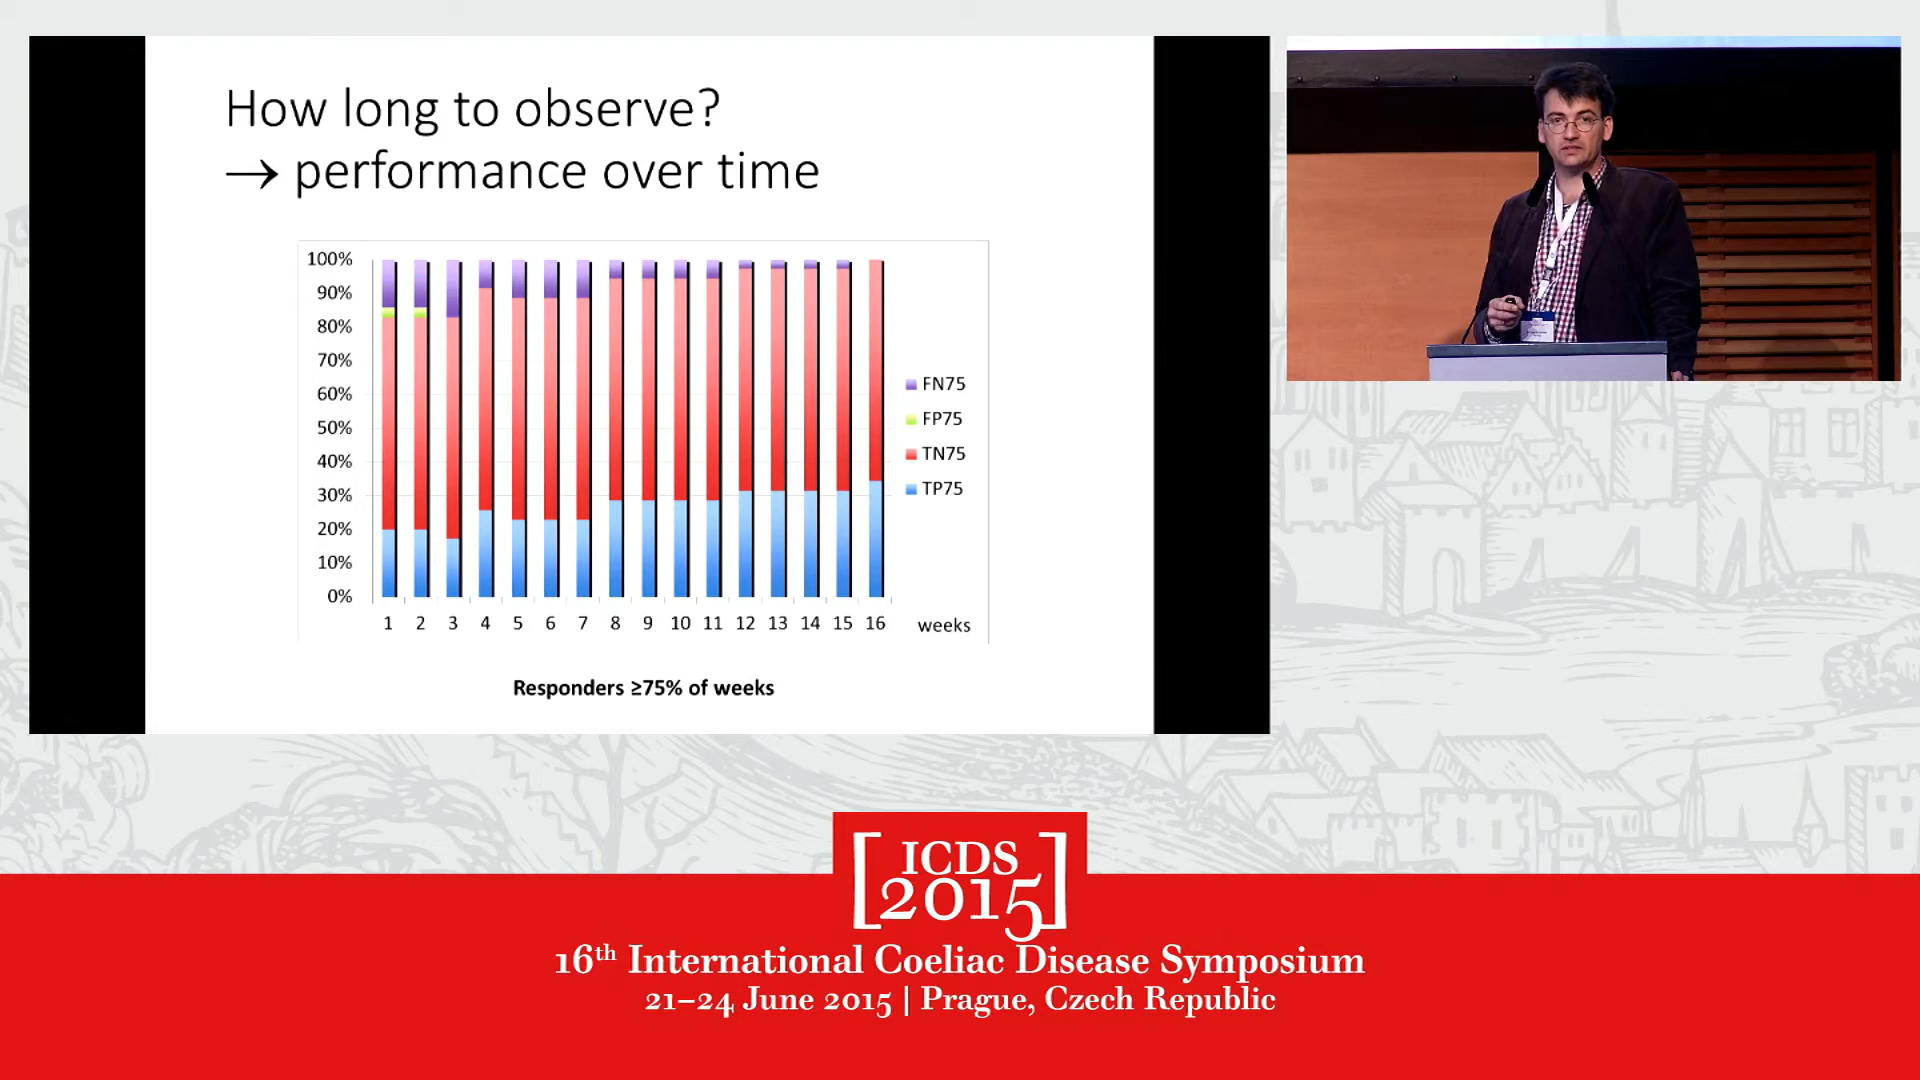 How long to observe?
→ performance over time
100%
90%
80%
70%
60%
50%
40%
30%
20%
10%
0%
1 2 3 4 5 6 7 8 9 10 11 12 13 14 15 16 weeks
FN75
FP75
TN75
TP75
Responders ≥75% of weeks
[ICDS
2015]
16th International Coeliac Disease Symposium
21–24 June 2015 | Prague, Czech Republic